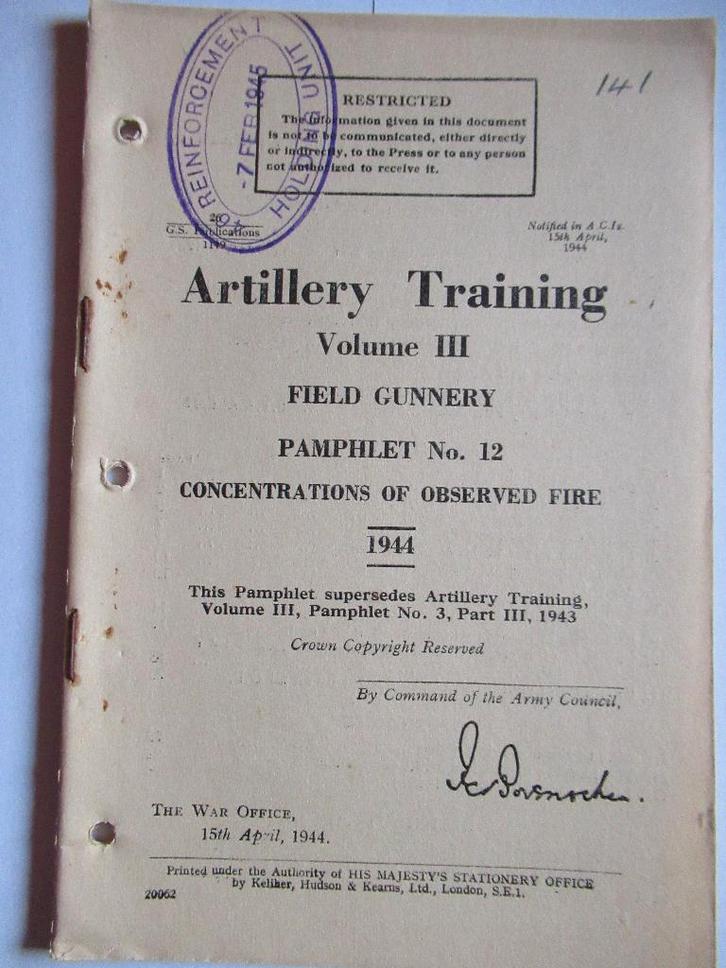 141
REINFORCEMENT
HOLDING UNIT
-7 FEB 1945
RESTRICTED
The information given in this document
is not to be communicated, either directly
or indirectly, to the Press or to any person
not authorized to receive it.
26
G.S. Publications
1149
Notified in A.C.Is.
15th April,
1944
Artillery Training
Volume III
FIELD GUNNERY
PAMPHLET No. 12
CONCENTRATIONS OF OBSERVED FIRE
1944
This Pamphlet supersedes Artillery Training,
Volume III, Pamphlet No. 3, Part III, 1943
Crown Copyright Reserved
By Command of the Army Council,
THE WAR OFFICE,
15th April, 1944.
Printed under the Authority of HIS MAJESTY'S STATIONERY OFFICE
by Keliher, Hudson & Kearns, Ltd., London, S.E.1.
20062